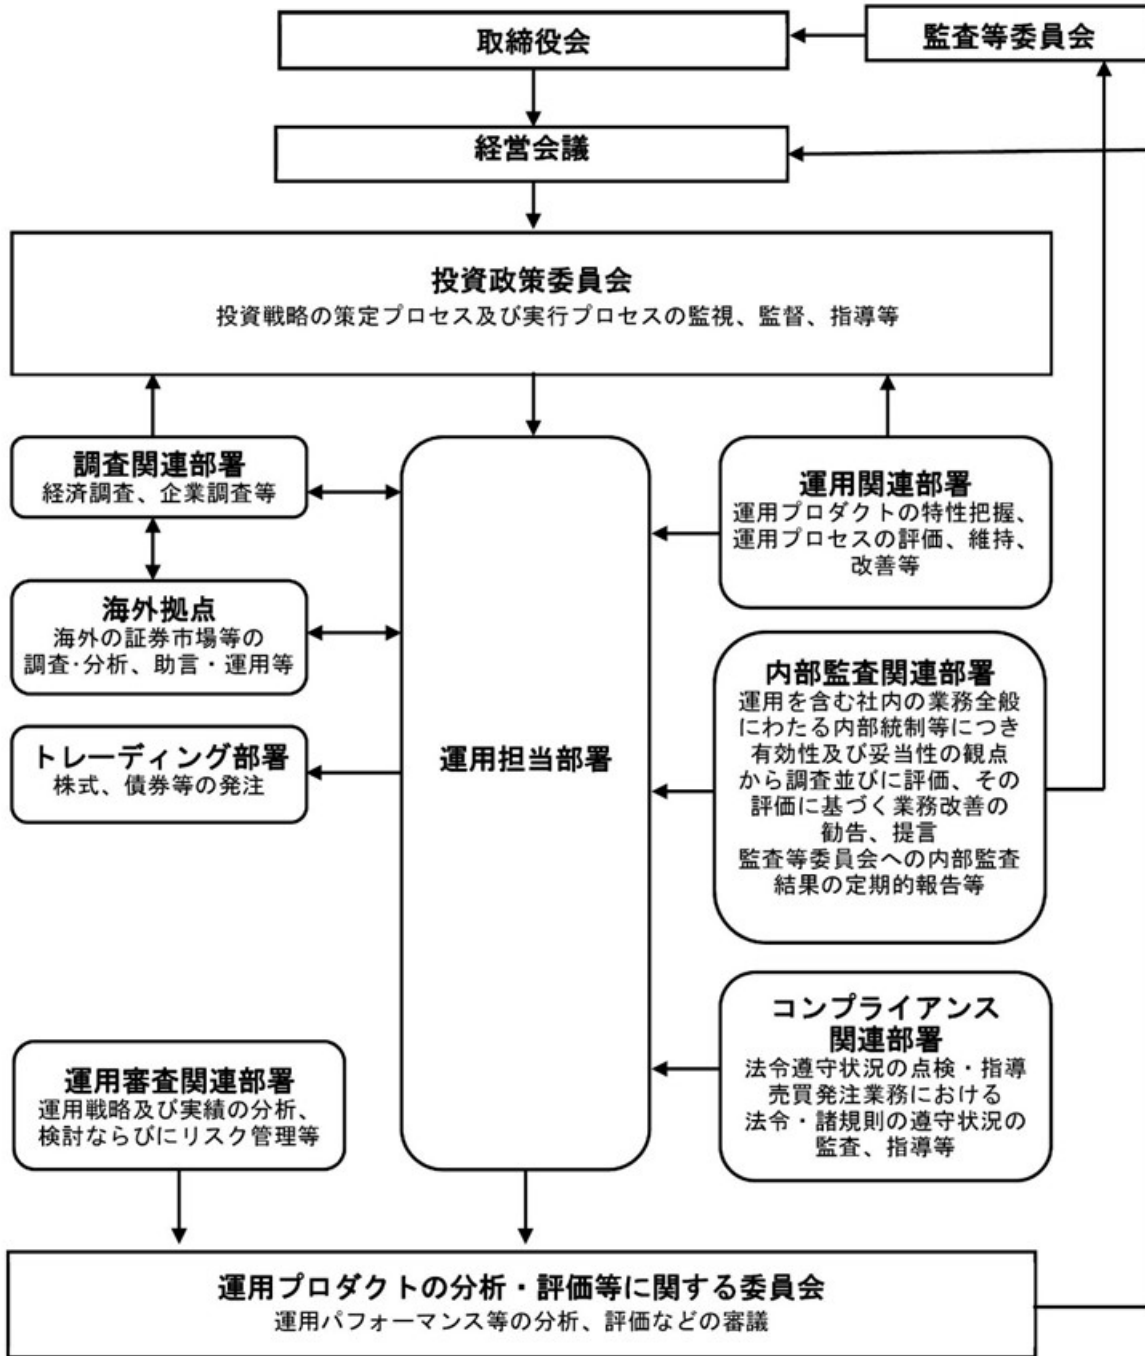 取締役会
監査等委員会
経営会議
投資政策委員会
投資戦略の策定プロセス及び実行プロセスの監視、監督、指導等
調査関連部署
経済調査、企業調査等
海外拠点
海外の証券市場等の
調査･分析、助言・運用等
トレーディング部署
株式、債券等の発注
運用担当部署
運用関連部署
運用プロダクトの特性把握、
運用プロセスの評価、維持、
改善等
内部監査関連部署
運用を含む社内の業務全般
にわたる内部統制等につき
有効性及び妥当性の観点
から調査並びに評価、その
評価に基づく業務改善の
勧告、提言
監査等委員会への内部監査
結果の定期的報告等
コンプライアンス
関連部署
法令遵守状況の点検・指導
売買発注業務における
法令・諸規則の遵守状況の
監査、指導等
運用審査関連部署
運用戦略及び実績の分析、
検討ならびにリスク管理等
運用プロダクトの分析・評価等に関する委員会
運用パフォーマンス等の分析、評価などの審議